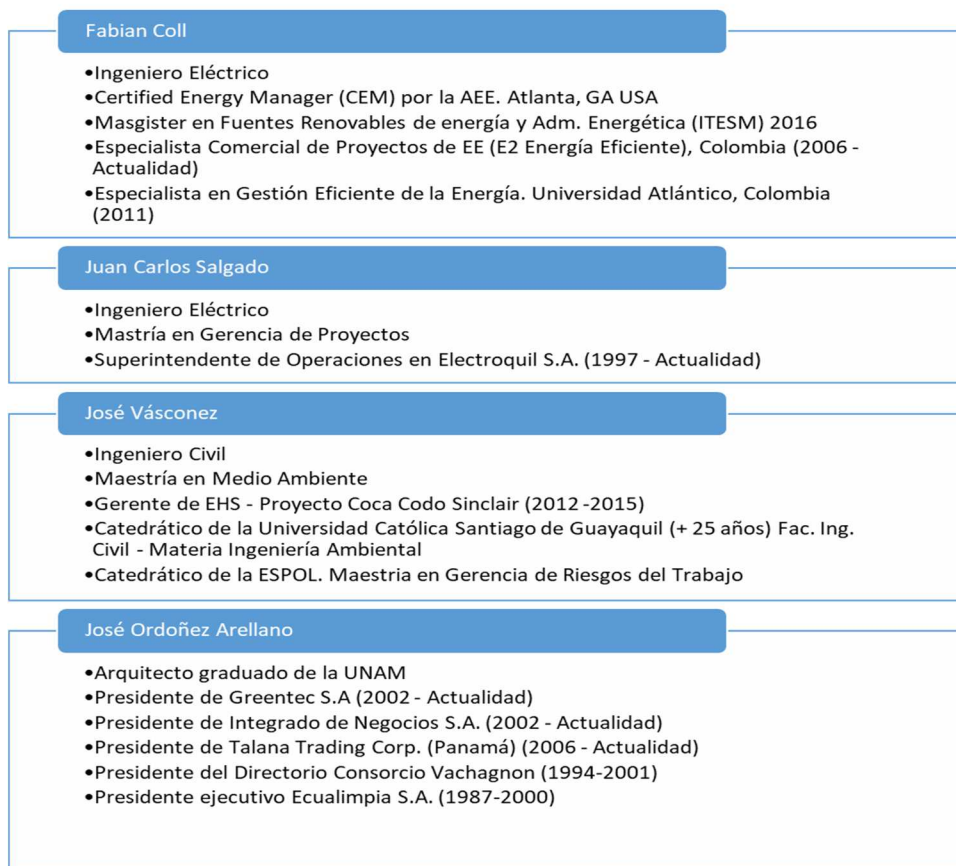 Fabian Coll
•Ingeniero Eléctrico
•Certified Energy Manager (CEM) por la AEE. Atlanta, GA USA
•Masgister en Fuentes Renovables de energía y Adm. Energética (ITESM) 2016
•Especialista Comercial de Proyectos de EE (E2 Energía Eficiente), Colombia (2006 -
Actualidad)
•Especialista en Gestión Eficiente de la Energía. Universidad Atlántico, Colombia
(2011)
Juan Carlos Salgado
•Ingeniero Eléctrico
•Mastría en Gerencia de Proyectos
•Superintendente de Operaciones en Electroquil S.A. (1997 - Actualidad)
José Vásconez
•Ingeniero Civil
•Maestría en Medio Ambiente
•Gerente de EHS - Proyecto Coca Codo Sinclair (2012 -2015)
•Catedrático de la Universidad Católica Santiago de Guayaquil (+ 25 años) Fac. Ing.
Civil - Materia Ingeniería Ambiental
•Catedrático de la ESPOL. Maestria en Gerencia de Riesgos del Trabajo
José Ordoñez Arellano
•Arquitecto graduado de la UNAM
•Presidente de Greentec S.A (2002 - Actualidad)
•Presidente de Integrado de Negocios S.A. (2002 - Actualidad)
•Presidente de Talana Trading Corp. (Panamá) (2006 - Actualidad)
•Presidente del Directorio Consorcio Vachagnon (1994-2001)
•Presidente ejecutivo Ecualimpia S.A. (1987-2000)